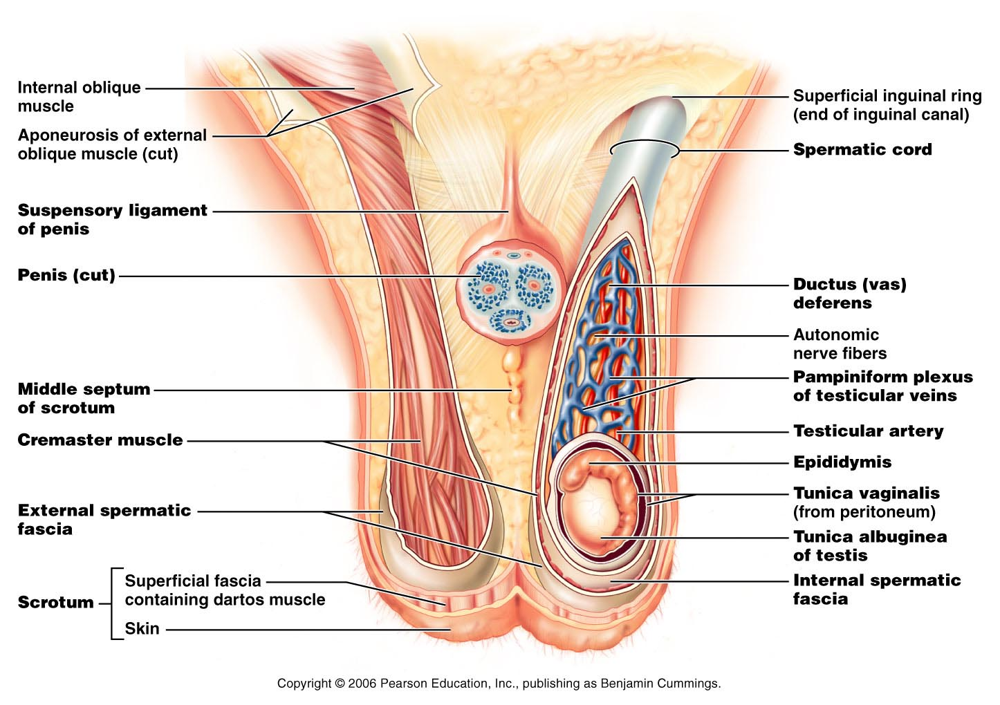 Internal oblique
muscle
Aponeurosis of external
oblique muscle (cut)
Suspensory ligament
of penis
Penis (cut)
Middle septum
of scrotum
Cremaster muscle
External spermatic
fascia
Scrotum
Superficial fascia
containing dartos muscle
Skin
Superficial inguinal ring
(end of inguinal canal)
Spermatic cord
Ductus (vas)
deferens
Autonomic
nerve fibers
Pampiniform plexus
of testicular veins
Testicular artery
Epididymis
Tunica vaginalis
(from peritoneum)
Tunica albuginea
of testis
Internal spermatic
fascia
Copyright © 2006 Pearson Education, Inc., publishing as Benjamin Cummings.